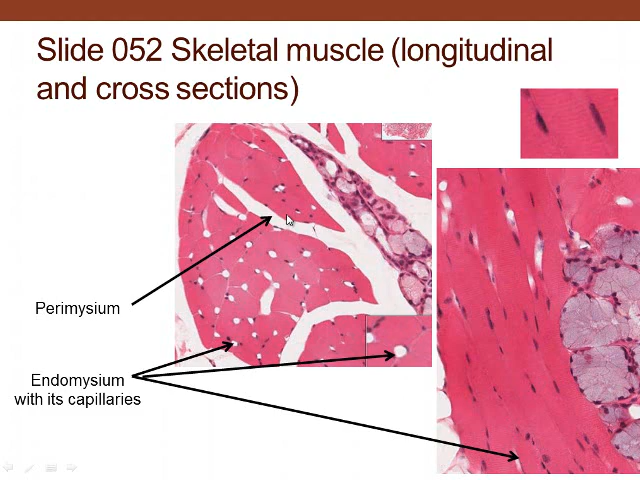 Slide 052 Skeletal muscle (longitudinal
and cross sections)
Perimysium
Endomysium
with its capillaries